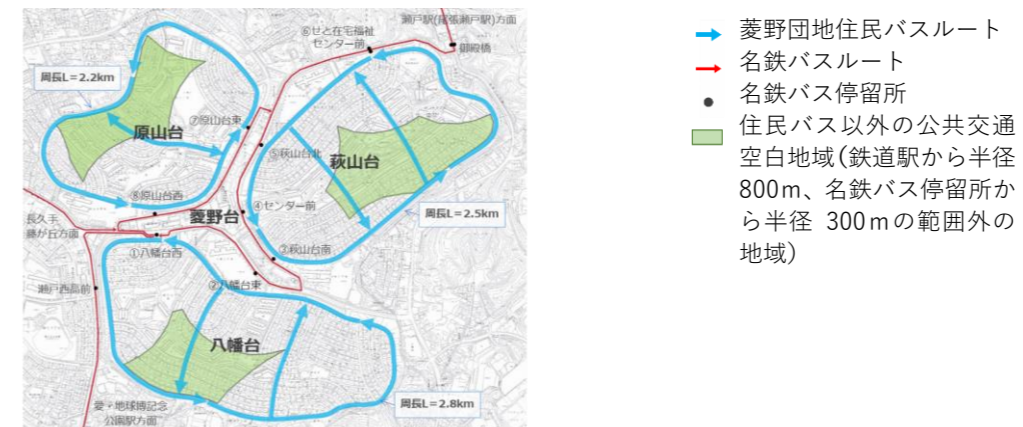 瀬戸駅(尾張瀬戸駅)方面
⑥せと在宅福祉
センター前
御殿橋
周長L=2.2km
⑦原山台東
原山台
⑤萩山台北
萩山台
⑧原山台西
④センター前
菱野台
周長L=2.5km
長久手
藤が丘方面
①八幡台西
③萩山台南
瀬戸西高前
②八幡台東
八幡台
愛・地球博記念
公園駅方面
周長L=2.8km
菱野団地住民バスルート
名鉄バスルート
名鉄バス停留所
住民バス以外の公共交通
空白地域(鉄道駅から半径
800m、名鉄バス停留所か
ら半径 300mの範囲外の
地域)